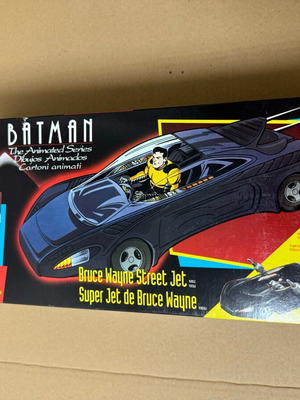 BATMAN
The Animated Series
Dibujos Animados
Cartoni animati
Bruce Wayne Street Jet
Super Jet de Bruce Wayne